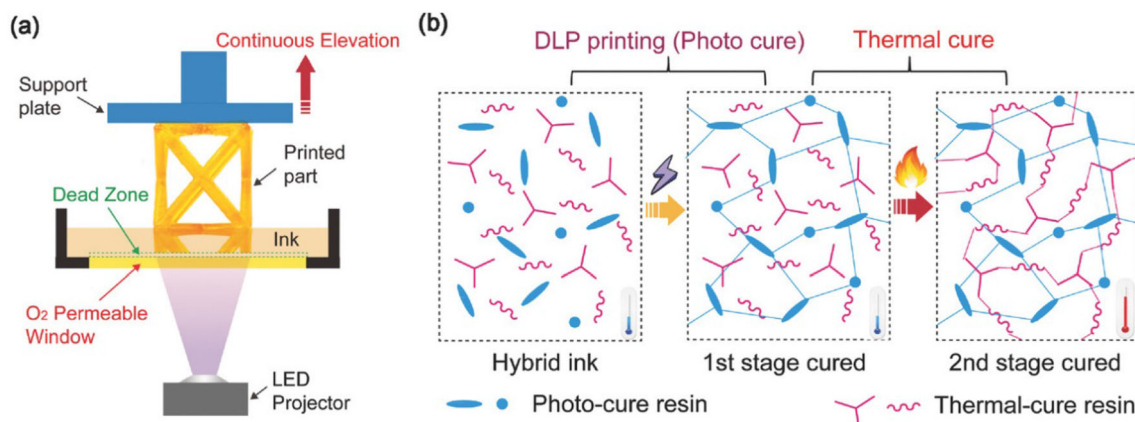 (a)
Continuous Elevation
Support
plate
Printed
part
Dead Zone
Ink
O₂ Permeable
Window
LED
Projector
(b)
DLP printing (Photo cure)
Thermal cure
Hybrid ink
1st stage cured
2nd stage cured
Photo-cure resin
Thermal-cure resin